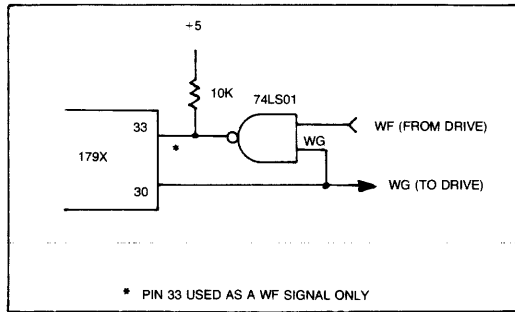 +5
10K
74LS01
33
WF (FROM DRIVE)
WG
*
179X
30
WG (TO DRIVE)
* PIN 33 USED AS A WF SIGNAL ONLY